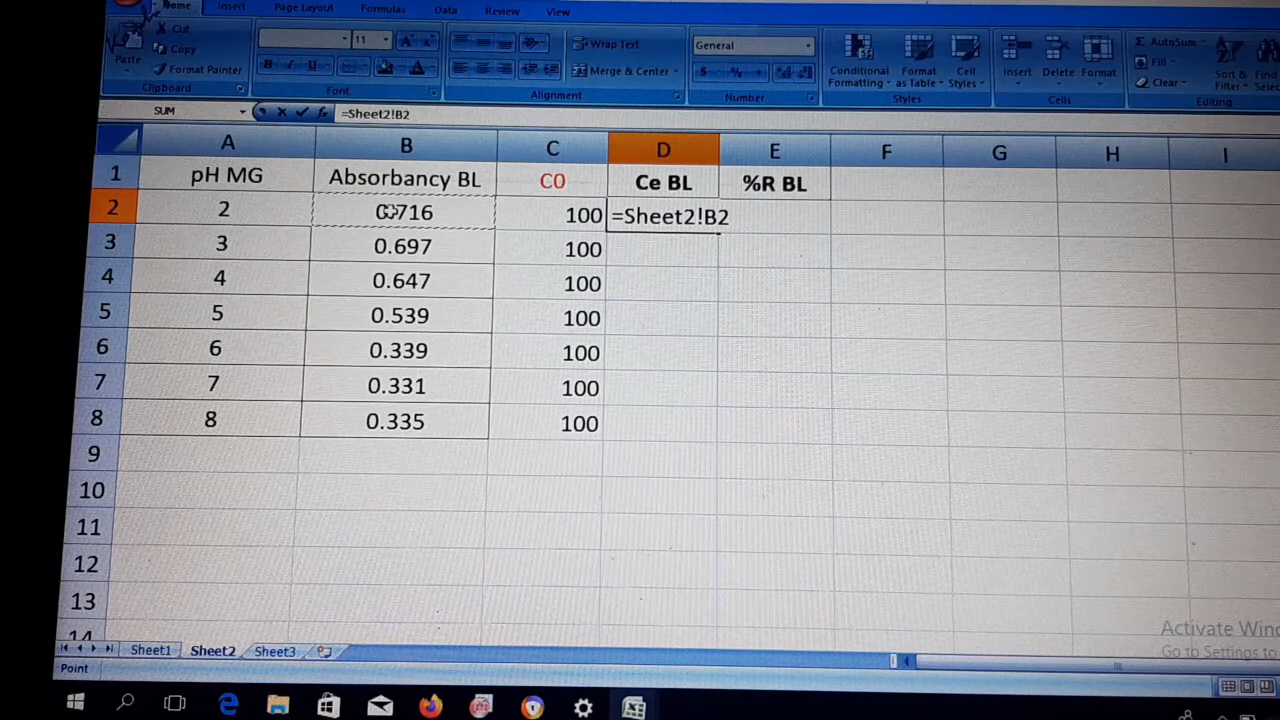 Home Insert Page Layout Formulas Data Review View
Paste
Cut
Copy
Format Painter
Clipboard
11
B I U
Font
Wrap Text
Merge & Center
Alignment
General
$ %
Number
Conditional Formatting
Format as Table
Cell Styles
Styles
Insert
Delete
Format
Cells
Σ AutoSum
Fill
Clear
Sort & Filter
Editing
SUM =Sheet2!B2
A B C D E F G H I
1 pH MG Absorbancy BL C0 Ce BL %R BL
2 2 0.716 100 =Sheet2!B2
3 3 0.697 100
4 4 0.647 100
5 5 0.539 100
6 6 0.339 100
7 7 0.331 100
8 8 0.335 100
9
10
11
12
13
14
Activate
Go to Settings to
Sheet1 Sheet2 Sheet3
Point